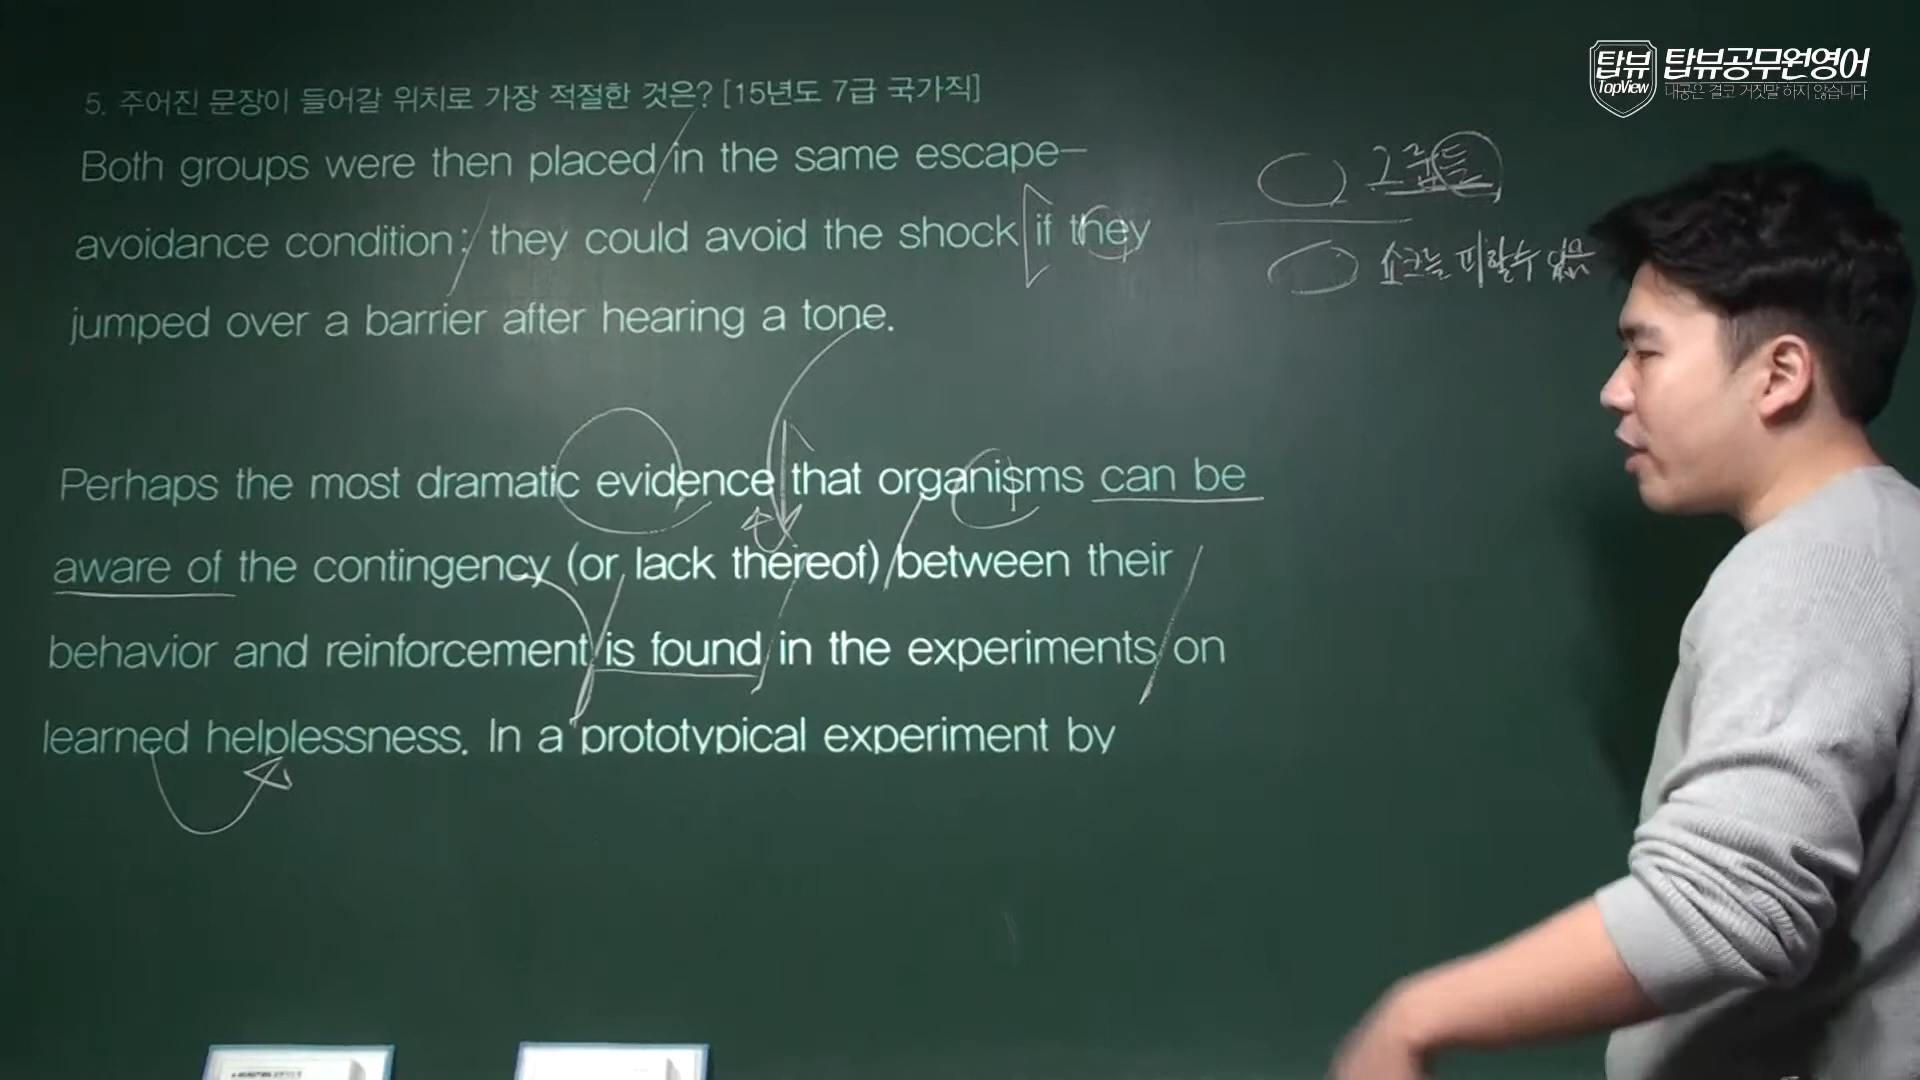 탑뷰
TopView
탑뷰공무원영어
내공은 결코 거짓말 하지 않습니다
5. 주어진 문장이 들어갈 위치로 가장 적절한 것은? [15년도 7급 국가직]
Both groups were then placed in the same escape-
avoidance condition; they could avoid the shock if they
jumped over a barrier after hearing a tone.
그룹들
쇼크를 피할수 있음
Perhaps the most dramatic evidence that organisms can be
aware of the contingency (or lack thereof) between their
behavior and reinforcement is found in the experiments on
learned helplessness. In a prototypical experiment by